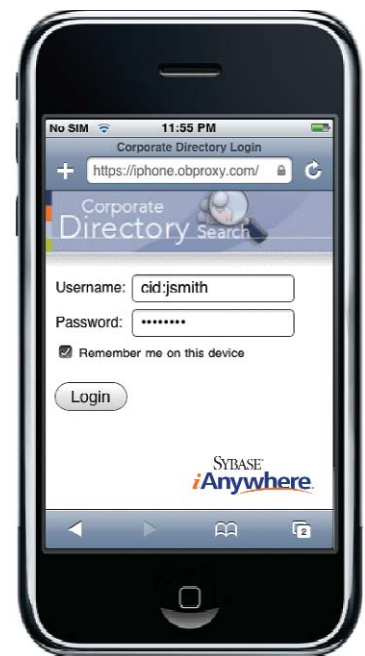 No SIM 11:55 PM
Corporate Directory Login
https://iphone.obproxy.com/
Corporate
Directory Search
Username: cid:jsmith
Password: ••••••••
Remember me on this device
Login
SYBASE
iAnywhere.
2